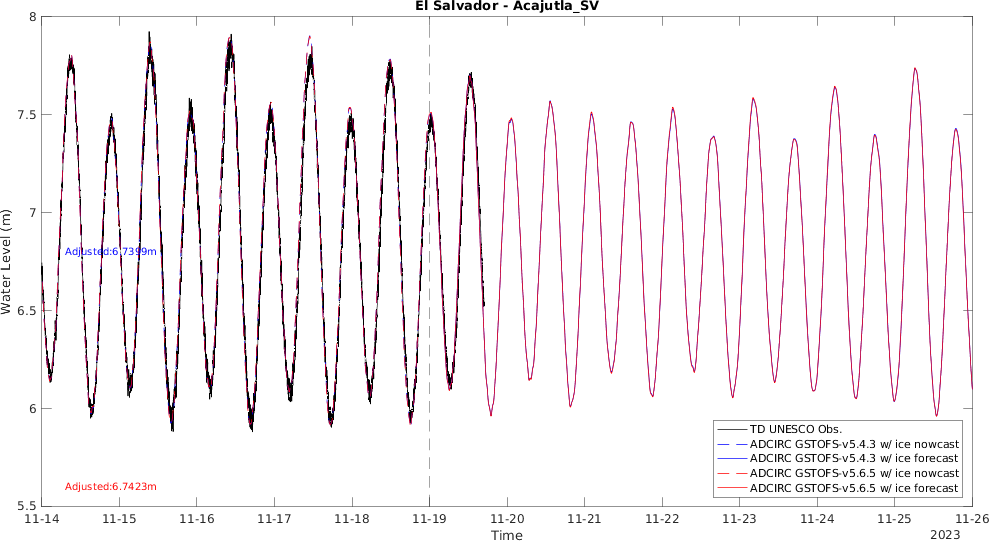 El Salvador - Acajutla_SV
Water Level (m)
8
7.5
7
6.5
6
5.5
Adjusted:6.7399m
Adjusted:6.7423m
TD UNESCO Obs.
ADCIRC GSTOFS-v5.4.3 w/ ice nowcast
ADCIRC GSTOFS-v5.4.3 w/ ice forecast
ADCIRC GSTOFS-v5.6.5 w/ ice nowcast
ADCIRC GSTOFS-v5.6.5 w/ ice forecast
11-14 11-15 11-16 11-17 11-18 11-19 11-20 11-21 11-22 11-23 11-24 11-25 11-26
Time
2023